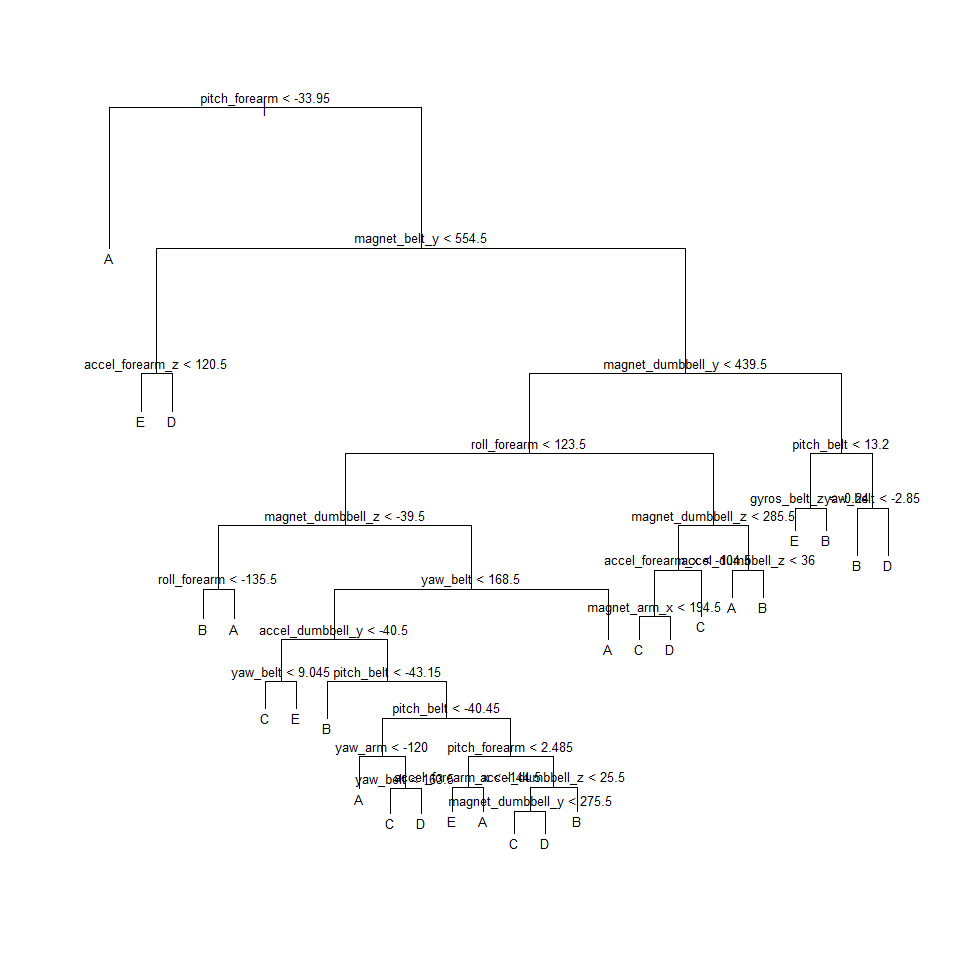 pitch_forearm < -33.95
A
magnet_belt_y < 554.5
accel_forearm_z < 120.5
E
D
magnet_dumbbell_y < 439.5
roll_forearm < 123.5
pitch_belt < 13.2
magnet_dumbbell_z < -39.5
magnet_dumbbell_z < 285.5
gyros_belt_z < -0.24
yaw_belt < -2.85
E
B
B
D
roll_forearm < -135.5
yaw_belt < 168.5
accel_forearm_x < -104.5
accel_dumbbell_z < 36
B
A
magnet_arm_x < 194.5
C
A
B
accel_dumbbell_y < -40.5
A
C
D
yaw_belt < 9.045
pitch_belt < -43.15
C
E
B
pitch_belt < -40.45
yaw_arm < -120
pitch_forearm < 2.485
yaw_belt < 163.5
accel_forearm_x < -144.5
accel_dumbbell_z < 25.5
A
magnet_dumbbell_y < 275.5
C
D
E
A
B
C
D